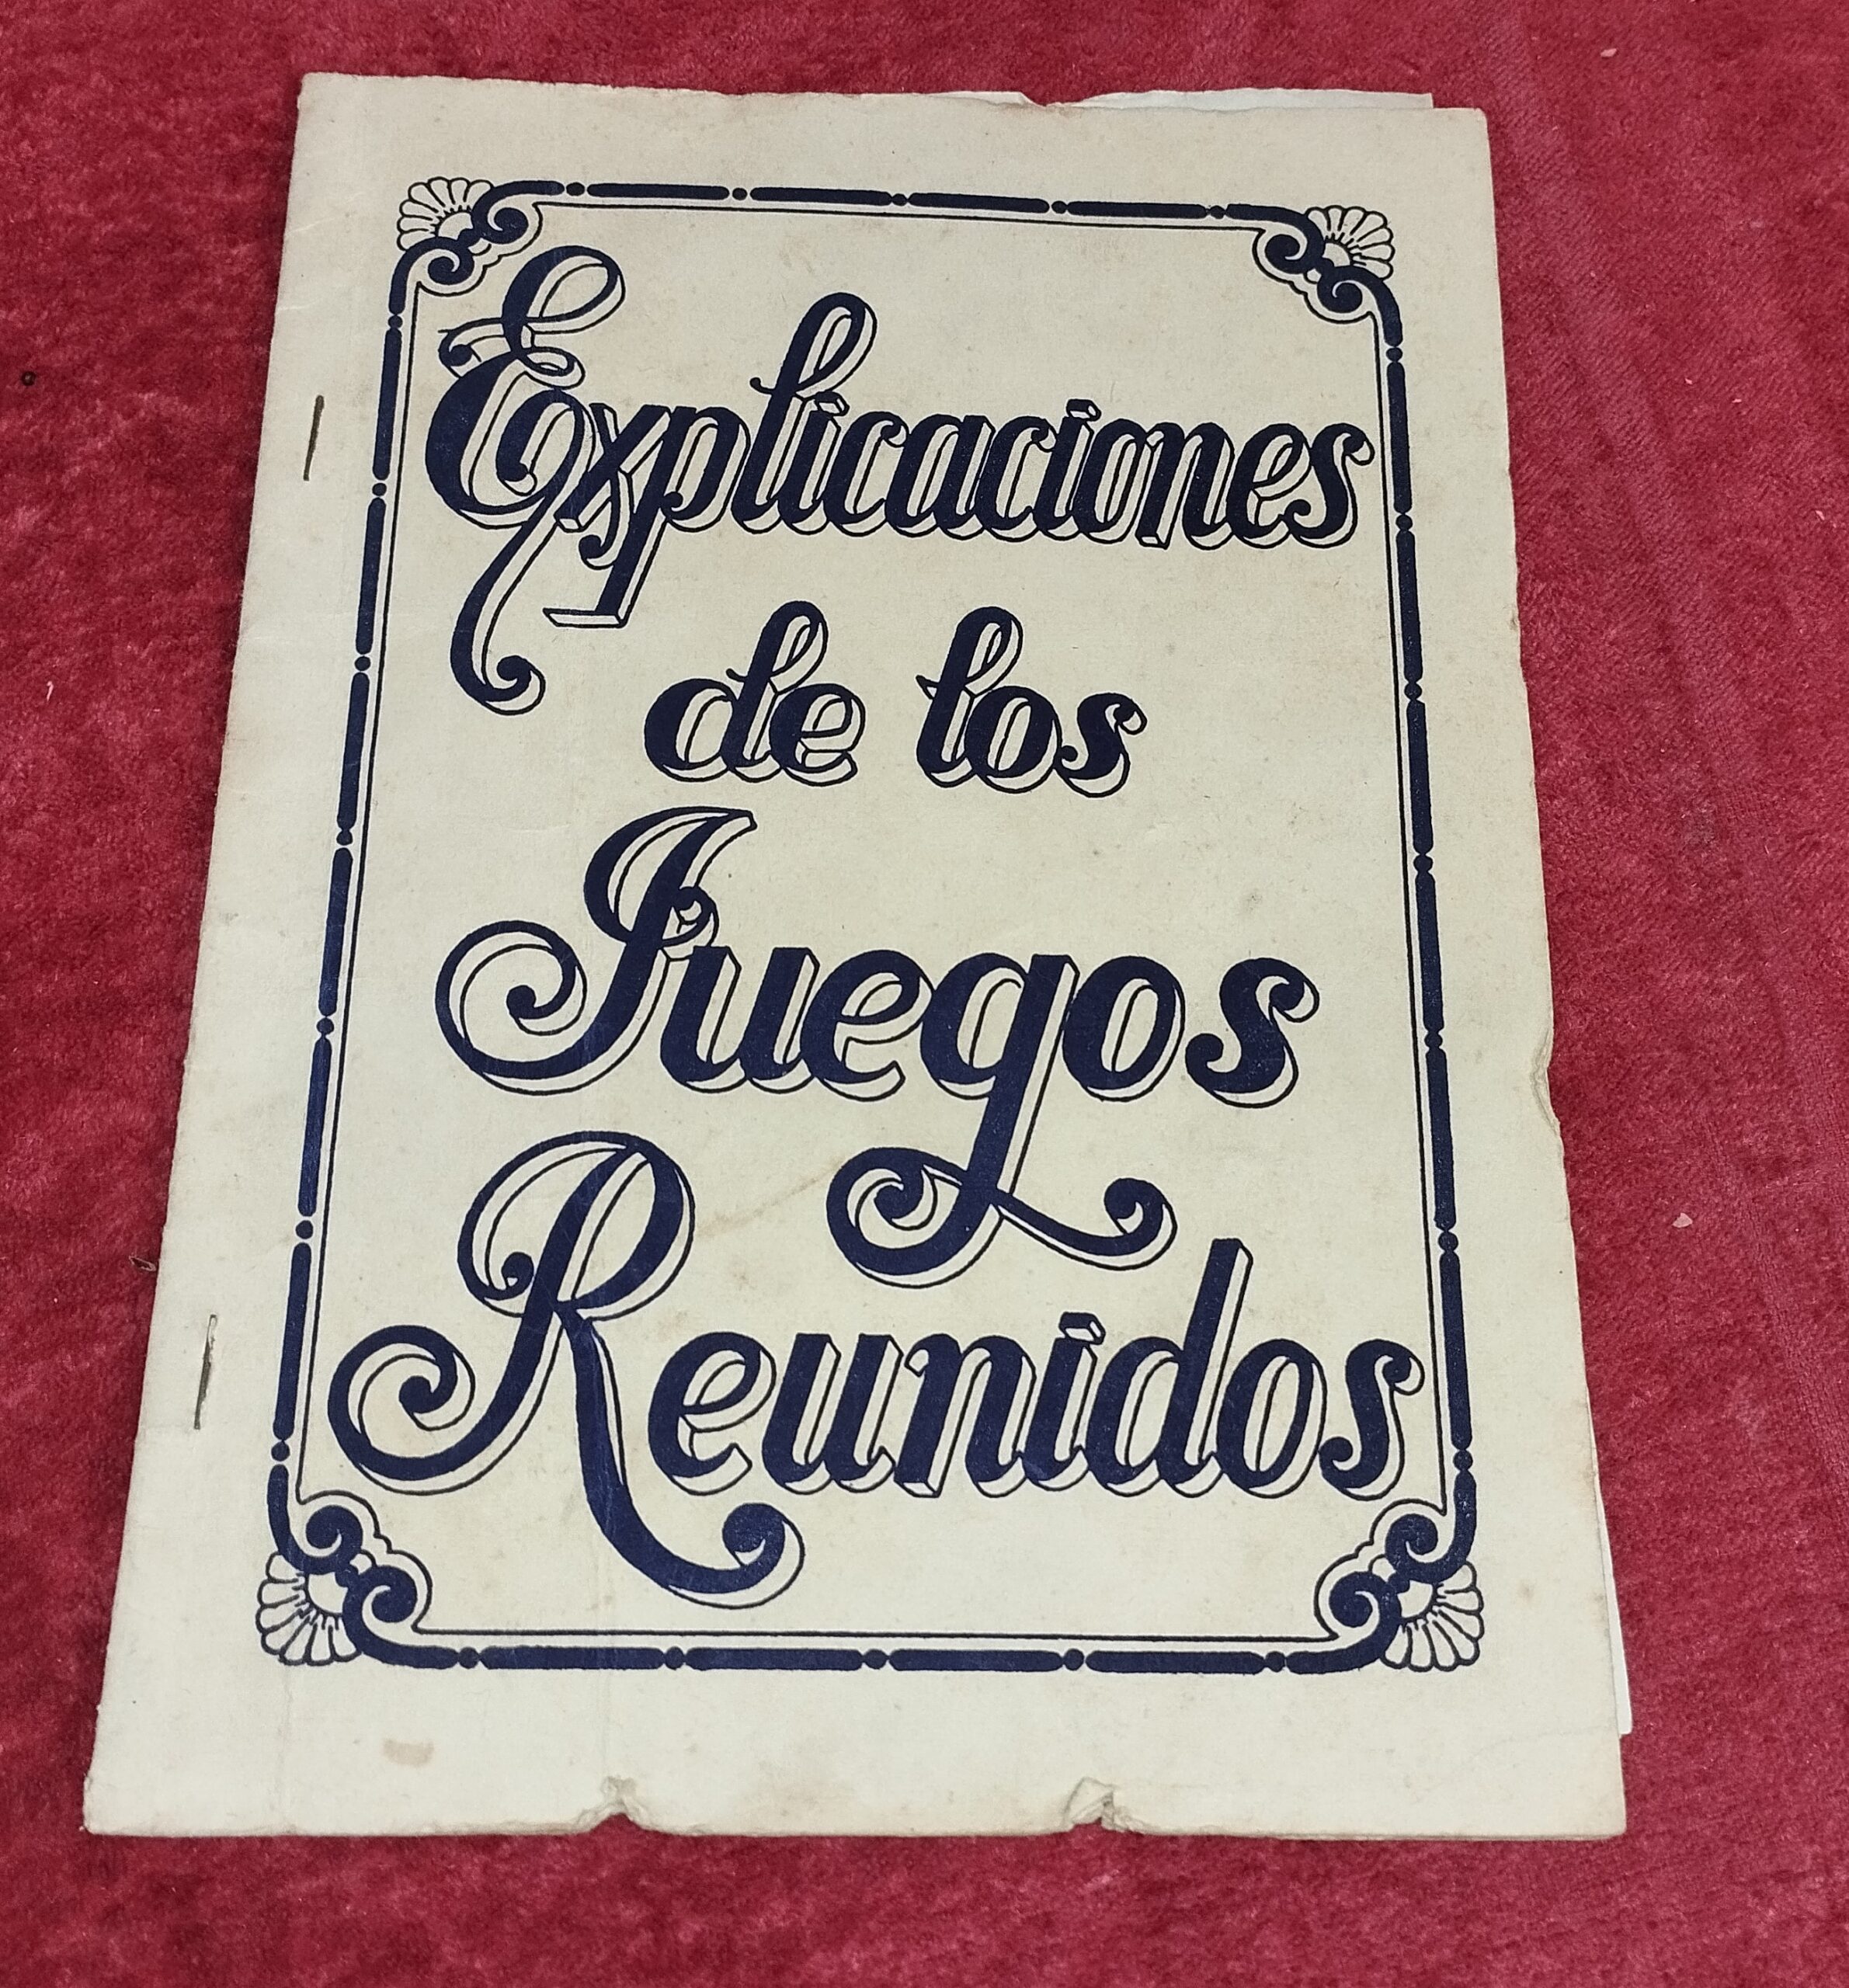 Explicaciones
de los
Juegos
Reunidos